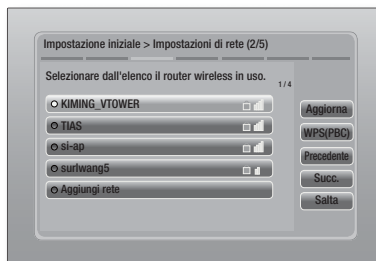 Impostazione iniziale > Impostazioni di rete (2/5)
Selezionare dall'elenco il router wireless in uso.
1/4
KIMING_VTOWER
TIAS
si-ap
surlwang5
Aggiungi rete
Aggiorna
WPS(PBC)
Precedente
Succ.
Salta